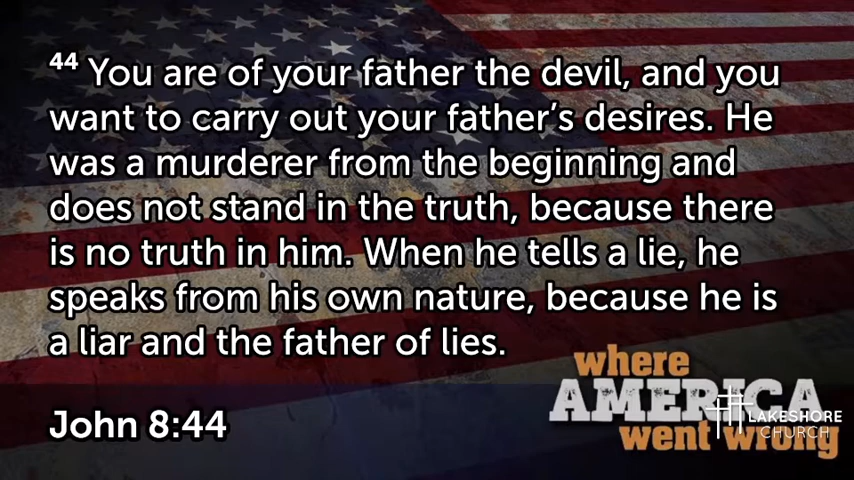 44 You are of your father the devil, and you
want to carry out your father’s desires. He
was a murderer from the beginning and
does not stand in the truth, because there
is no truth in him. When he tells a lie, he
speaks from his own nature, because he is
a liar and the father of lies.
John 8:44
where
AMERICA
went wrong
LAKESHORE
CHURCH